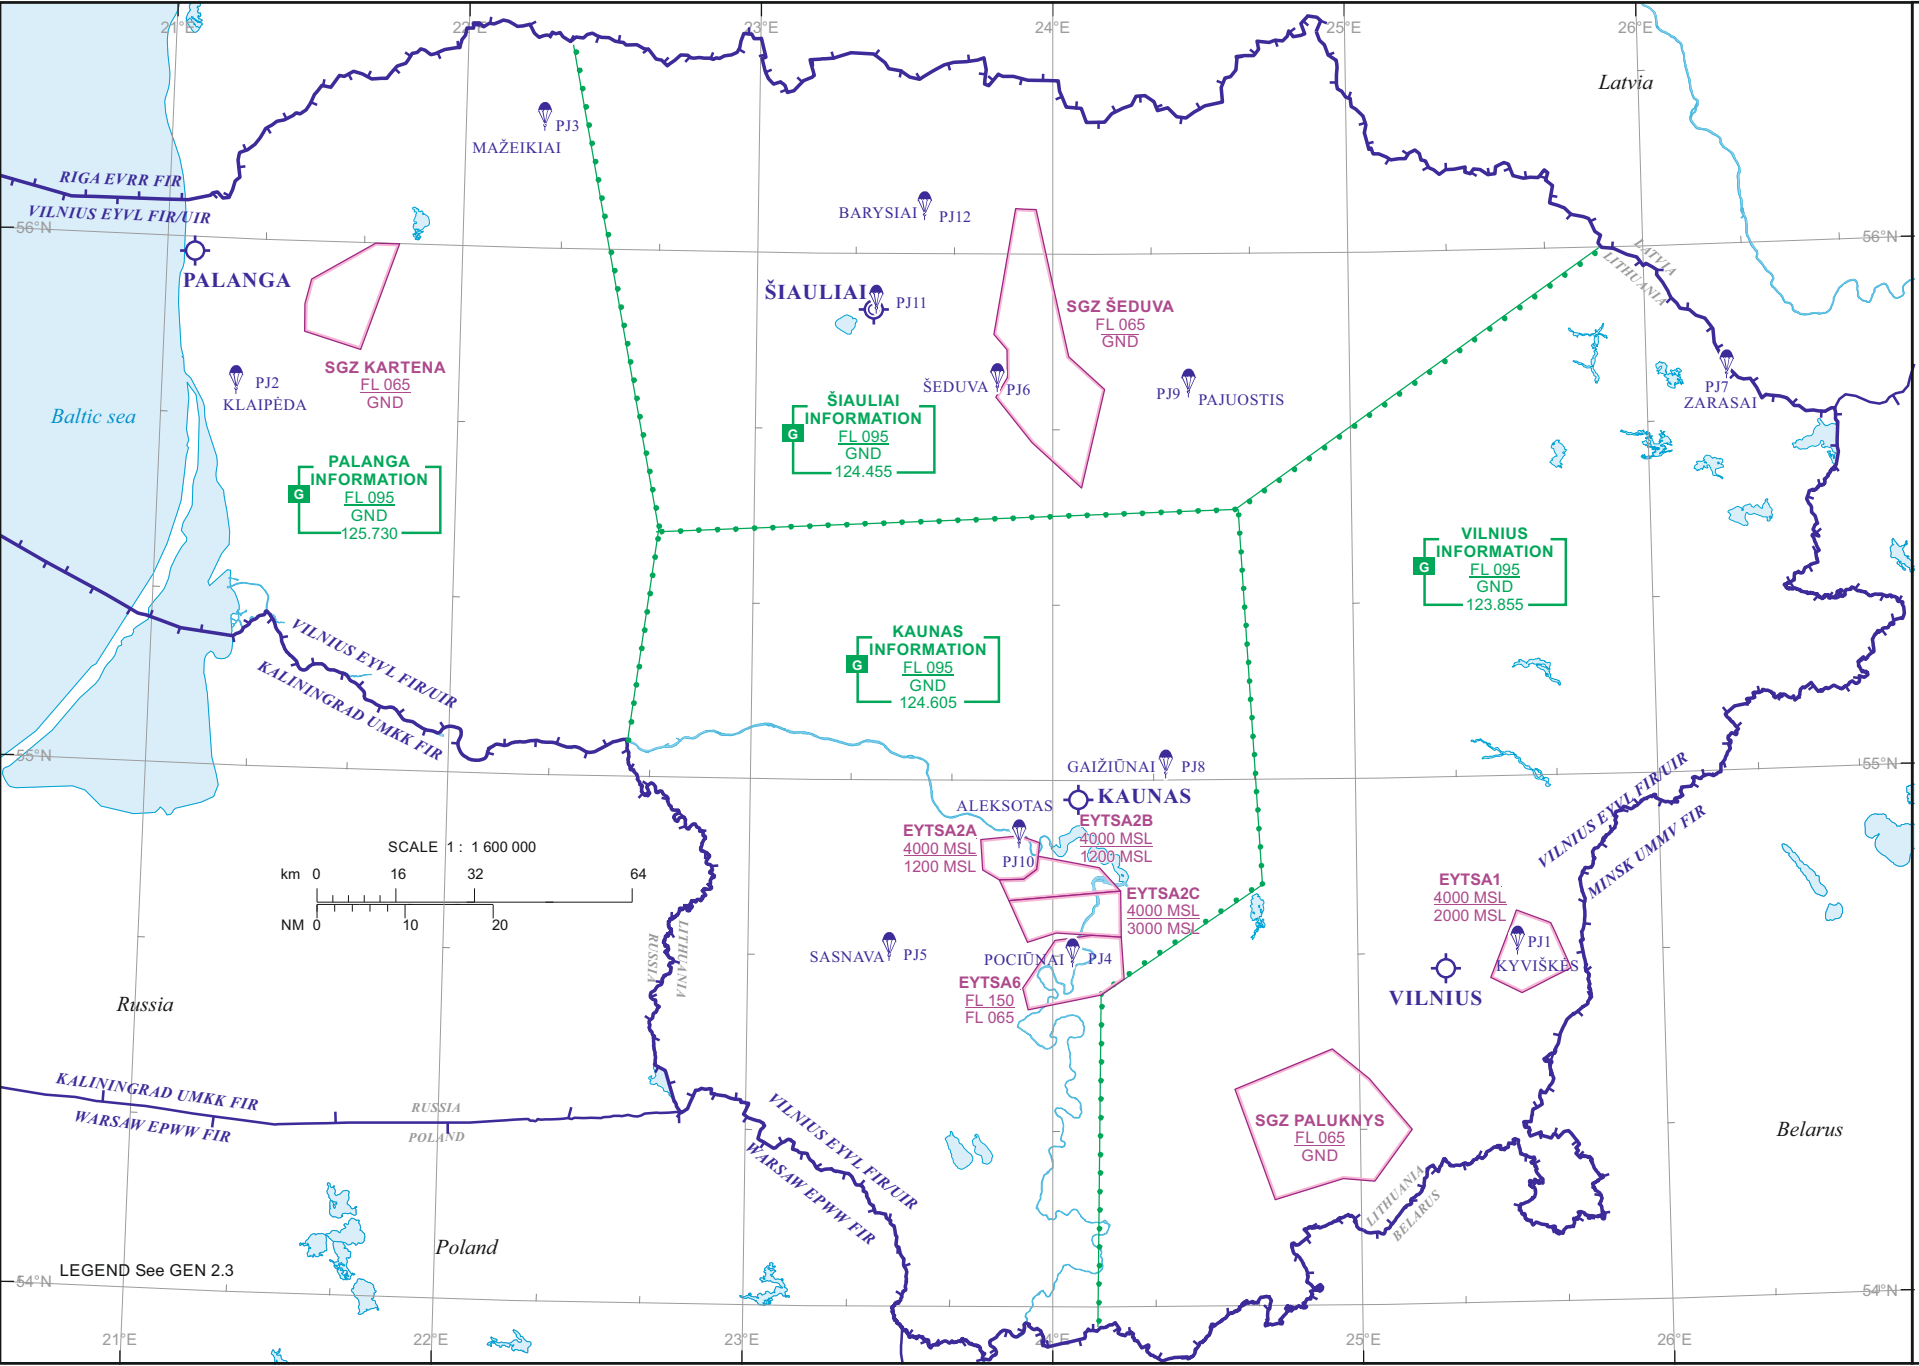 21°E
22°E
23°E
24°E
25°E
26°E
Latvia
PJ3
MAŽEIKIAI
RIGA EVRR FIR
VILNIUS EYVL FIR/UIR
56°N
56°N
BARYSIAI
PJ12
LATVIA
LITHUANIA
PALANGA
ŠIAULIAI
PJ11
SGZ ŠEDUVA
FL 065
GND
SGZ KARTENA
FL 065
GND
PJ2
KLAIPĖDA
ŠEDUVA
PJ6
PJ9
PAJUOSTIS
PJ7
ZARASAI
Baltic sea
ŠIAULIAI
INFORMATION
G
FL 095
GND
124.455
PALANGA
INFORMATION
G
FL 095
GND
125.730
VILNIUS
INFORMATION
G
FL 095
GND
123.855
KAUNAS
INFORMATION
G
FL 095
GND
124.605
VILNIUS EYVL FIR/UIR
KALININGRAD UMKK FIR
55°N
55°N
GAIŽIŪNAI
PJ8
KAUNAS
ALEKSOTAS
PJ10
EYTSA2A
4000 MSL
1200 MSL
EYTSA2B
4000 MSL
1200 MSL
EYTSA2C
4000 MSL
3000 MSL
VILNIUS EYVL FIR/UIR
MINSK UMMV FIR
SCALE 1 : 1 600 000
km 0 16 32 64
NM 0 10 20
EYTSA1
4000 MSL
2000 MSL
PJ1
KYVIŠKĖS
VILNIUS
RUSSIA
LITHUANIA
SASNAVA
PJ5
POCIŪNAI
PJ4
EYTSA6
FL 150
FL 065
Russia
KALININGRAD UMKK FIR
WARSAW EPWW FIR
RUSSIA
POLAND
VILNIUS EYVL FIR/UIR
WARSAW EPWW FIR
SGZ PALUKNYS
FL 065
GND
Belarus
LITHUANIA
BELARUS
Poland
LEGEND See GEN 2.3
54°N
54°N
21°E
22°E
23°E
24°E
25°E
26°E